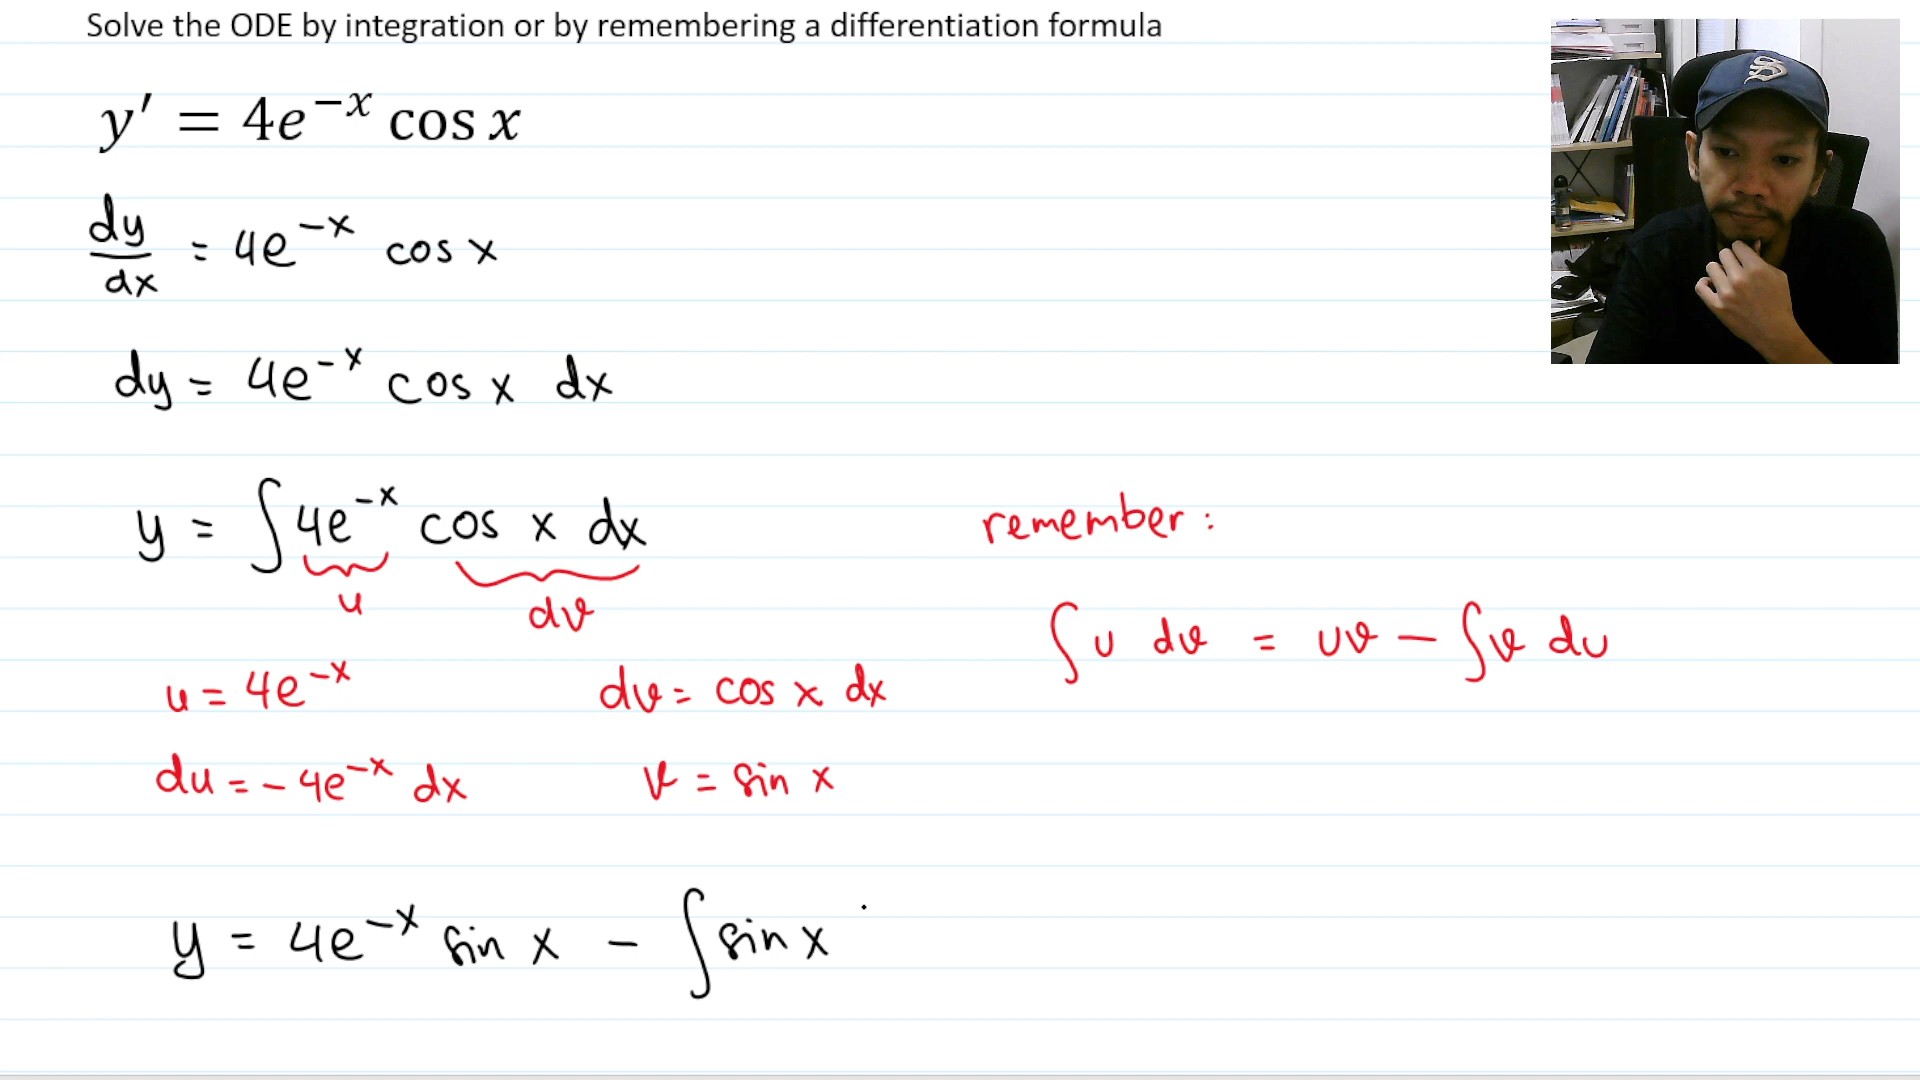 Solve the ODE by integration or by remembering a differentiation formula
y′ = 4e⁻ˣ cos x
dy/dx = 4e⁻ˣ cos x
dy = 4e⁻ˣ cos x dx
y = ∫ 4e⁻ˣ cos x dx
u dv
remember:
∫ u dv = uv − ∫ v du
u = 4e⁻ˣ dv = cos x dx
du = −4e⁻ˣ dx v = sin x
y = 4e⁻ˣ sin x − ∫ sin x
S